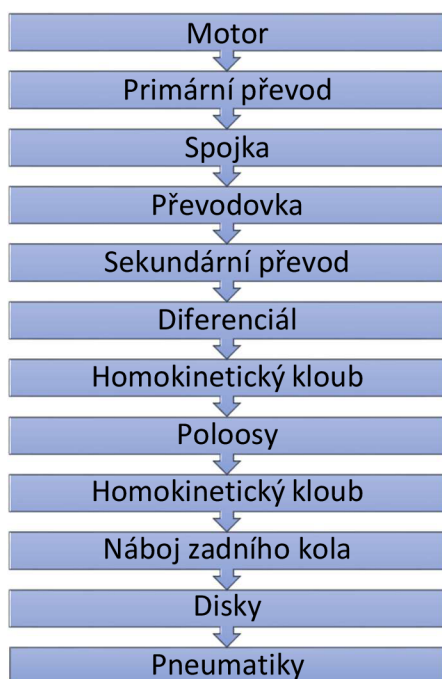 Motor
Primární převod
Spojka
Převodovka
Sekundární převod
Diferenciál
Homokinetický kloub
Poloosy
Homokinetický kloub
Náboj zadního kola
Disky
Pneumatiky